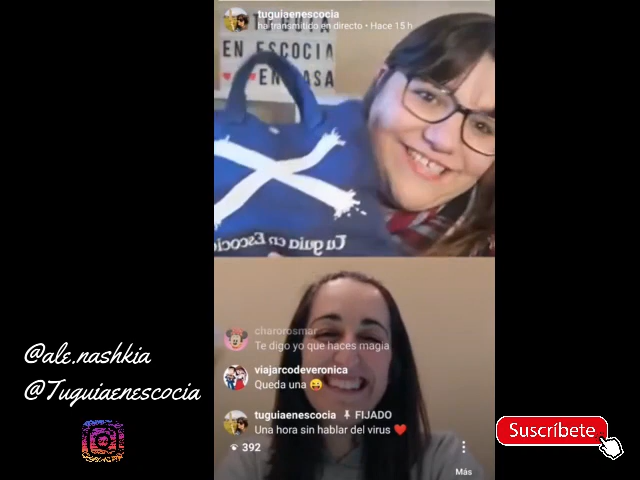 tuguiaenescocia
ha transmitido en directo • Hace 15 h
EN ESCOCIA
EN CASA
Tu guia en Escocia
charorosmar
Te digo yo que haces magia
viajarcodeveronica
Queda una 😛
tuguiaenescocia FIJADO
Una hora sin hablar del virus ❤️
392
Más
@ale.nashkia
@Tuguiaenescocia
Suscríbete